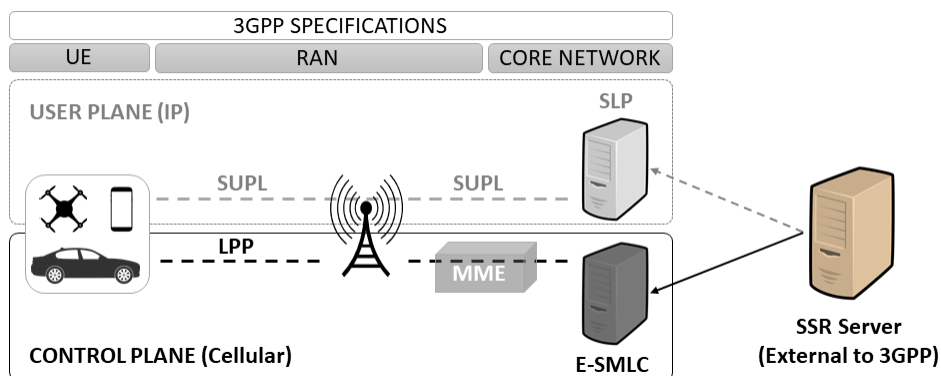 3GPP SPECIFICATIONS
UE
RAN
CORE NETWORK
USER PLANE (IP)
SLP
SUPL
SUPL
LPP
MME
SSR Server
(External to 3GPP)
CONTROL PLANE (Cellular)
E-SMLC